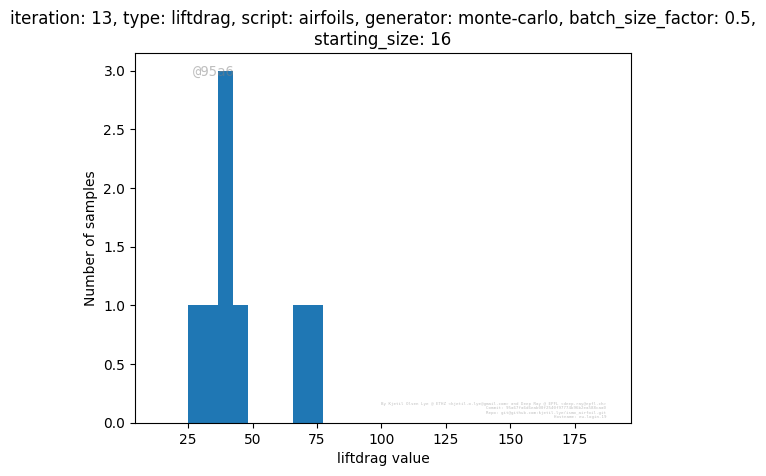 iteration: 13, type: liftdrag, script: airfoils, generator: monte-carlo, batch_size_factor: 0.5,
starting_size: 16
@95a6
3.0
2.5
2.0
1.5
1.0
0.5
0.0
Number of samples
25 50 75 100 125 150 175
liftdrag value